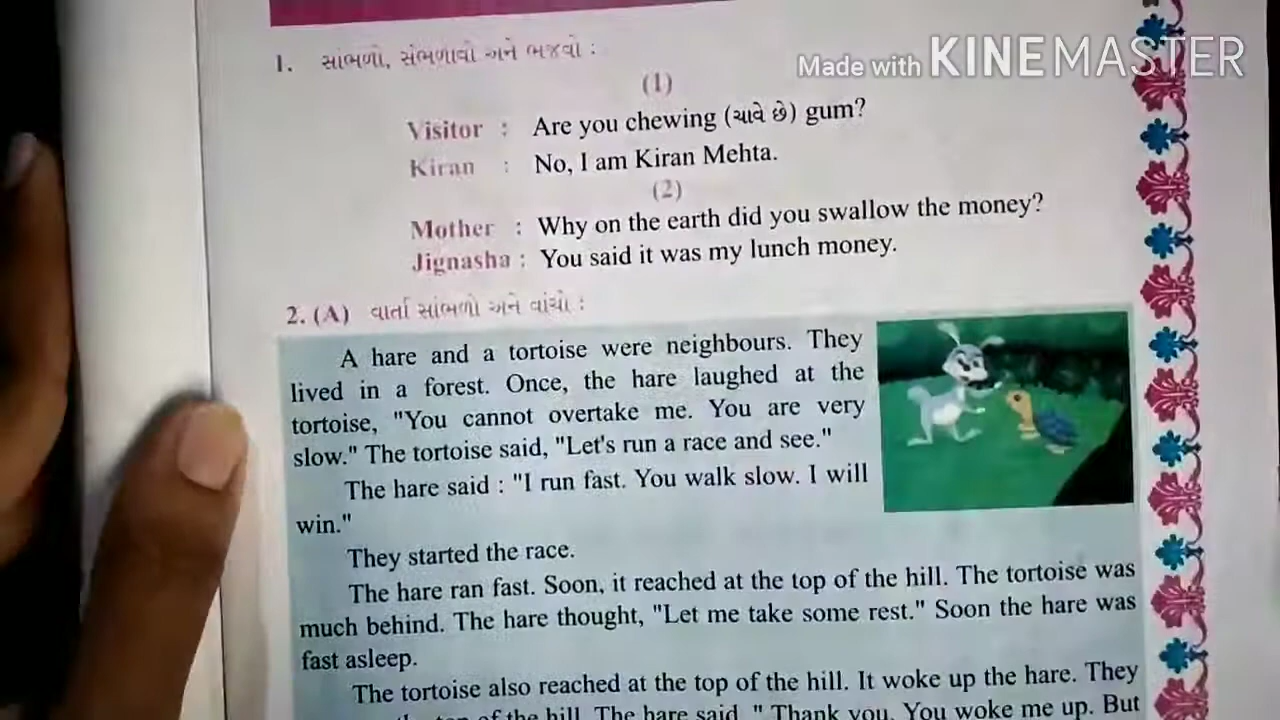 Made with KINEMASTER
1. સાંભળો, સંભળાવો અને ભજવો :
(1)
Visitor : Are you chewing (ચાવે છે) gum?
Kiran : No, I am Kiran Mehta.
(2)
Mother : Why on the earth did you swallow the money?
Jignasha : You said it was my lunch money.
2. (A) વાર્તા સાંભળો અને વાંચો :
A hare and a tortoise were neighbours. They
lived in a forest. Once, the hare laughed at the
tortoise, "You cannot overtake me. You are very
slow." The tortoise said, "Let's run a race and see."
The hare said : "I run fast. You walk slow. I will
win."
They started the race.
The hare ran fast. Soon, it reached at the top of the hill. The tortoise was
much behind. The hare thought, "Let me take some rest." Soon the hare was
fast asleep.
The tortoise also reached at the top of the hill. It woke up the hare. They
top of the hill. The hare said, " Thank you. You woke me up. But